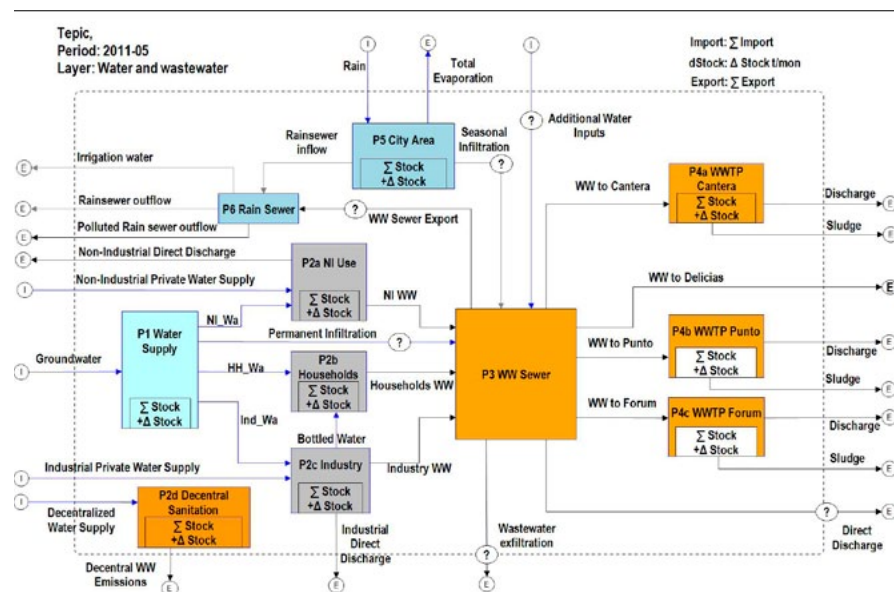 Tepic,
Period: 2011-05
Layer: Water and wastewater
I
E
I
Import: ∑ Import
dStock: Δ Stock t/mon
Export: ∑ Export
Rain
Total
Evaporation
?
Additional Water
Inputs
P5 City Area
∑ Stock
+Δ Stock
Rainsewer
inflow
Seasonal
Infiltration
?
E
Irrigation water
P4a WWTP
Cantera
∑ Stock
+Δ Stock
WW to Cantera
Discharge
E
Sludge
E
E
Rainsewer outflow
P6 Rain Sewer
?
WW Sewer Export
E
Polluted Rain sewer outflow
E
Non-Industrial Direct Discharge
P2a NI Use
∑ Stock
+Δ Stock
I
Non-Industrial Private Water Supply
WW to Delicias
E
NI_Wa
NI WW
P1 Water
Supply
∑ Stock
+Δ Stock
Permanent Infiltration
?
P3 WW Sewer
WW to Punto
P4b WWTP Punto
∑ Stock
+Δ Stock
Discharge
E
Sludge
E
I
Groundwater
HH_Wa
P2b
Households
∑ Stock
+Δ Stock
Households WW
WW to Forum
P4c WWTP Forum
∑ Stock
+Δ Stock
Discharge
E
Sludge
E
Ind_Wa
Bottled Water
P2c Industry
∑ Stock
+Δ Stock
Industry WW
I
Industrial Private Water Supply
I
Decentralized
Water Supply
P2d Decentral
Sanitation
∑ Stock
+Δ Stock
Industrial
Direct
Discharge
E
Wastewater
exfiltration
?
E
?
Direct
Discharge
E
Decentral WW
Emissions
E